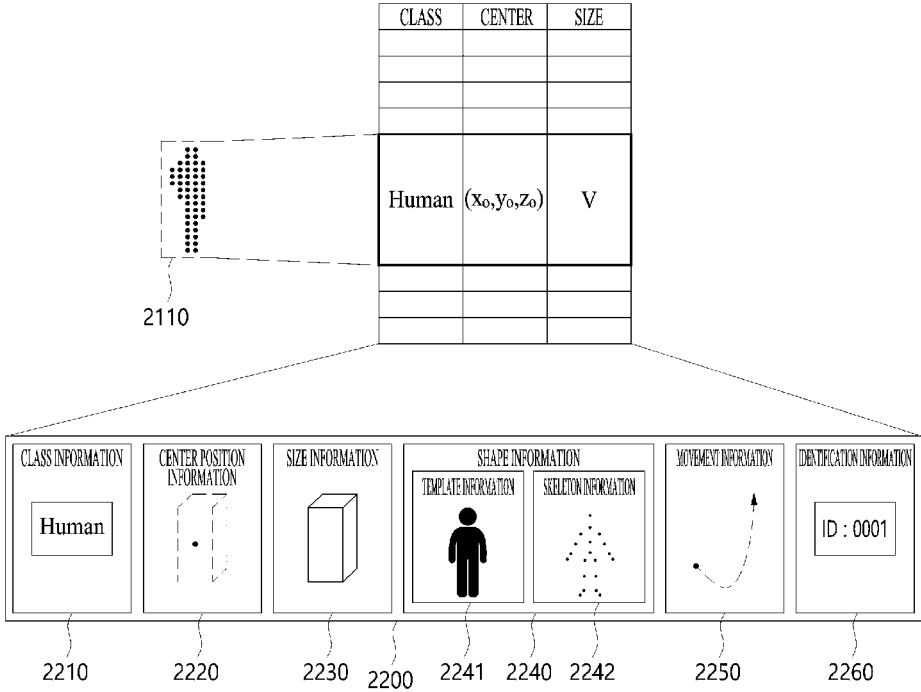 CLASS CENTER SIZE
Human (x₀,y₀,z₀) V
2110
CLASS INFORMATION
CENTER POSITION
INFORMATION
SIZE INFORMATION
SHAPE INFORMATION
MOVEMENT INFORMATION
IDENTIFICATION INFORMATION
TEMPLATE INFORMATION
SKELETON INFORMATION
Human
ID : 0001
2210 2220 2230 2200 2241 2240 2242 2250 2260